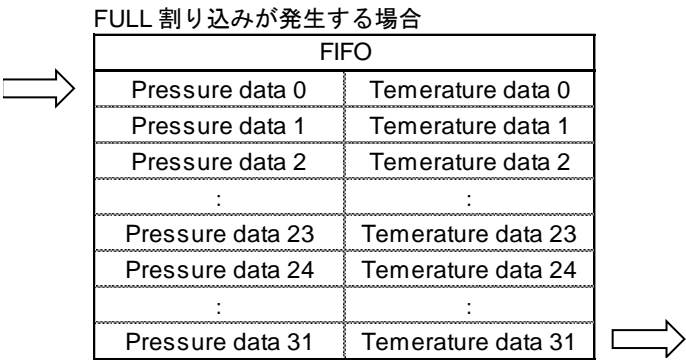 FULL 割り込みが発生する場合
FIFO
Pressure data 0 Temerature data 0
Pressure data 1 Temerature data 1
Pressure data 2 Temerature data 2
: :
Pressure data 23 Temerature data 23
Pressure data 24 Temerature data 24
: :
Pressure data 31 Temerature data 31